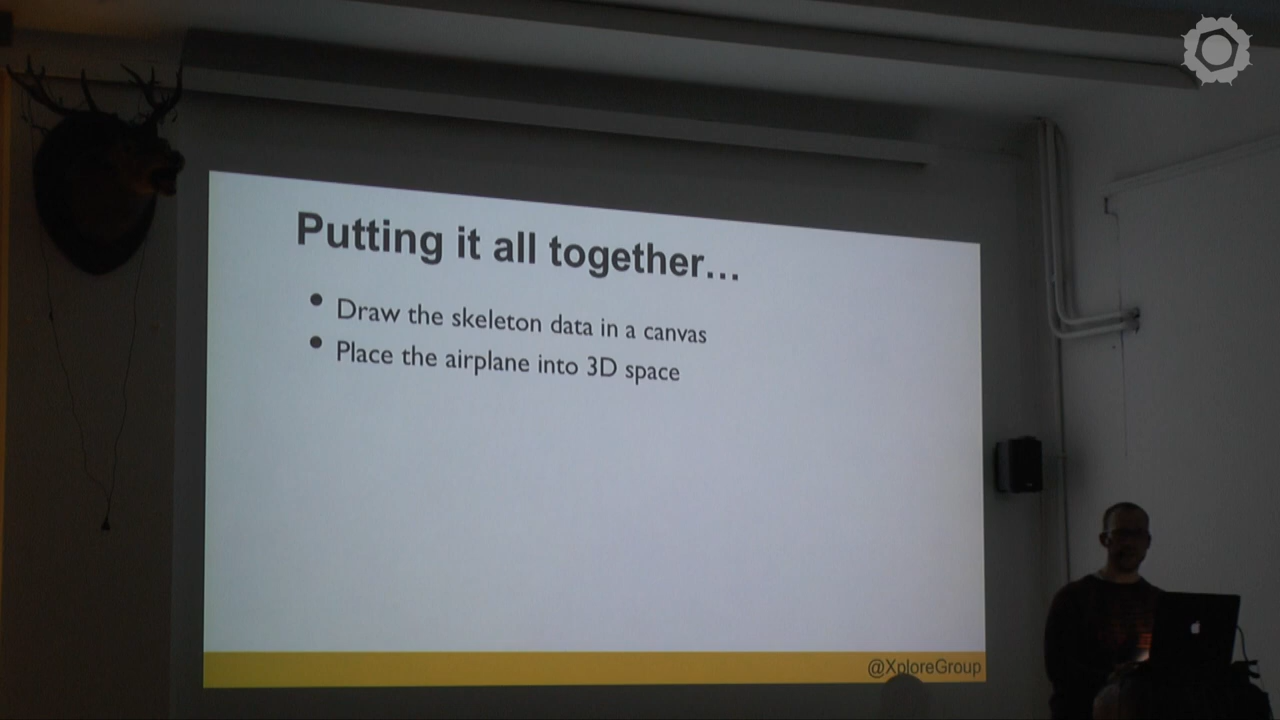 Putting it all together…
Draw the skeleton data in a canvas
Place the airplane into 3D space
@XploreGroup